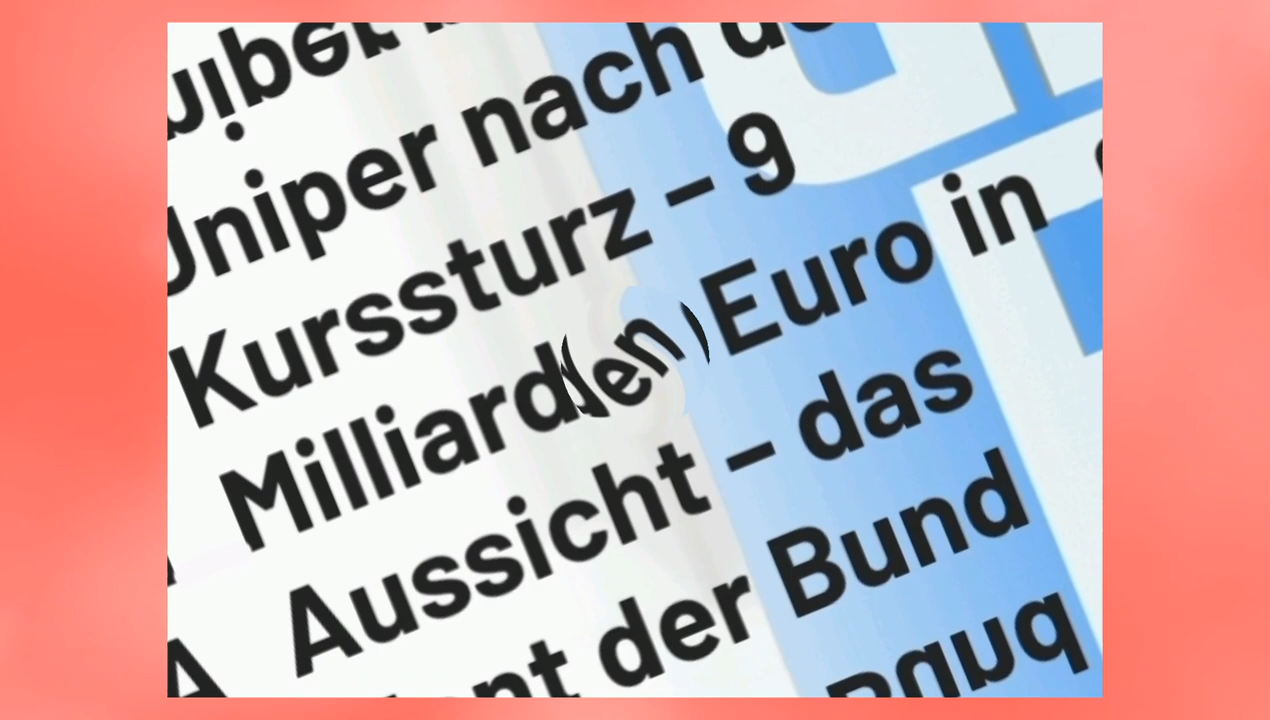 Uniper nach de
Kurssturz – 9
Milliarden Euro in
Aussicht – das
der Bund